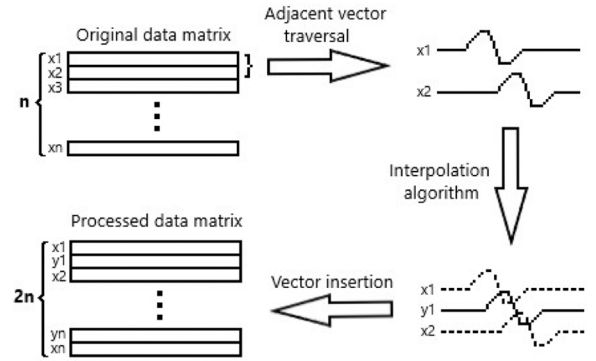 Original data matrix
x1
x2
x3
n
xn
Adjacent vector
traversal
x1
x2
Interpolation
algorithm
x1
y1
x2
Vector insertion
Processed data matrix
x1
y1
x2
2n
yn
xn